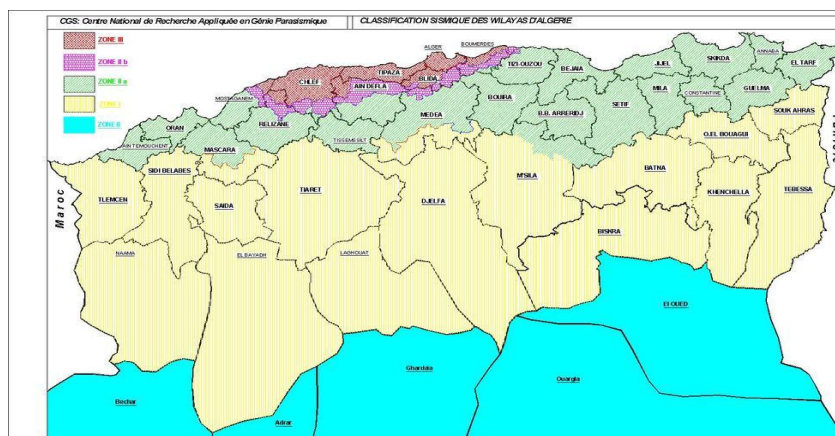 CGS: Centre National de Recherche Appliquée en Génie Parasismique
CLASSIFICATION SISMIQUE DES WILAYAS D'ALGERIE
ZONE III
ZONE II b
ZONE II a
ZONE I
ZONE 0
ALGER
BOUMERDES
TIPAZA
BLIDA
CHLEF
AIN DEFLA
TIZI-OUZOU
BEJAIA
JIJEL
SKIKDA
ANNABA
EL TARF
MOSTAGANEM
RELIZANE
MEDEA
BOUIRA
B.B. ARRERIDJ
SETIF
MILA
CONSTANTINE
GUELMA
SOUK AHRAS
ORAN
AIN TEMOUCHENT
MASCARA
TISSEMSELT
O.EL BOUAGUI
SIDI BELABES
TLEMCEN
SAIDA
TIARET
DJELFA
M'SILA
BATNA
KHENCHELLA
TEBESSA
Maroc
BISKRA
NAAMA
EL BAYADH
LAGHOUAT
El OUED
Ghardaia
Ouargla
Bechar
Adrar